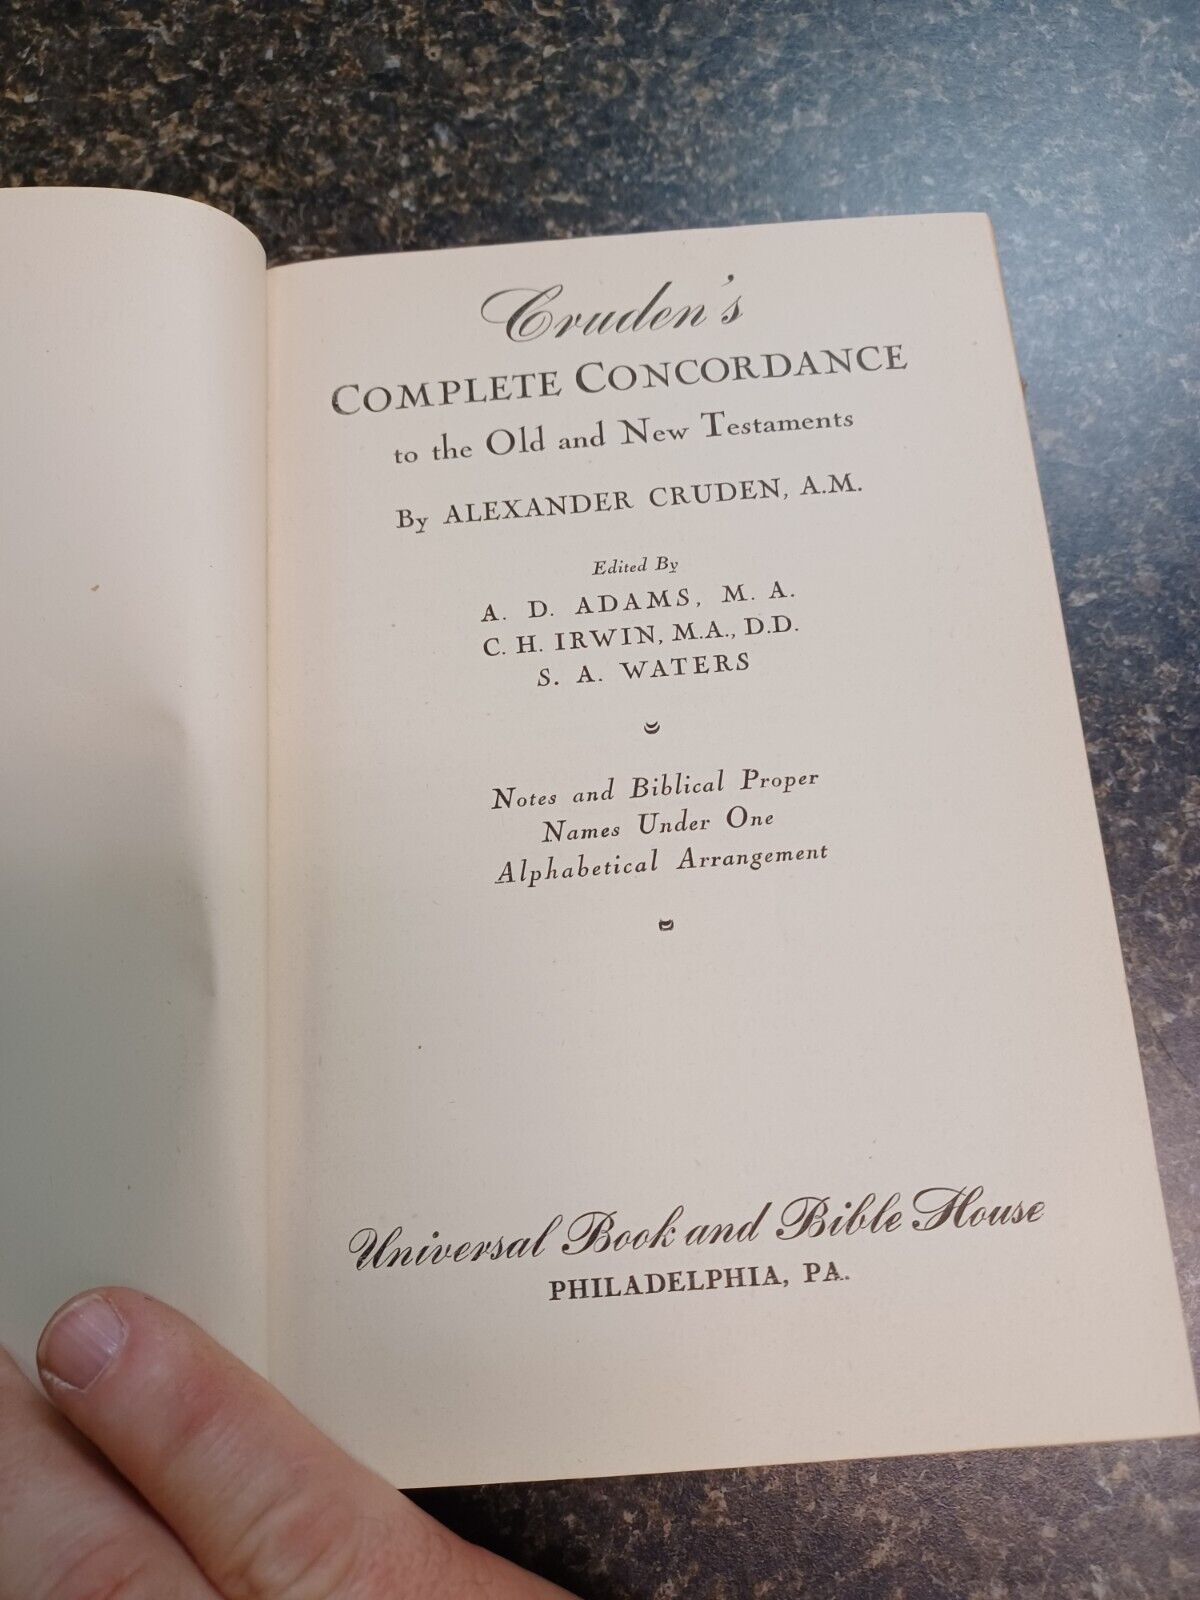 Cruden's
COMPLETE CONCORDANCE
to the Old and New Testaments
By ALEXANDER CRUDEN, A.M.
Edited By
A. D. ADAMS, M. A.
C. H. IRWIN, M.A., D.D.
S. A. WATERS
Notes and Biblical Proper
Names Under One
Alphabetical Arrangement
Universal Book and Bible House
PHILADELPHIA, PA.